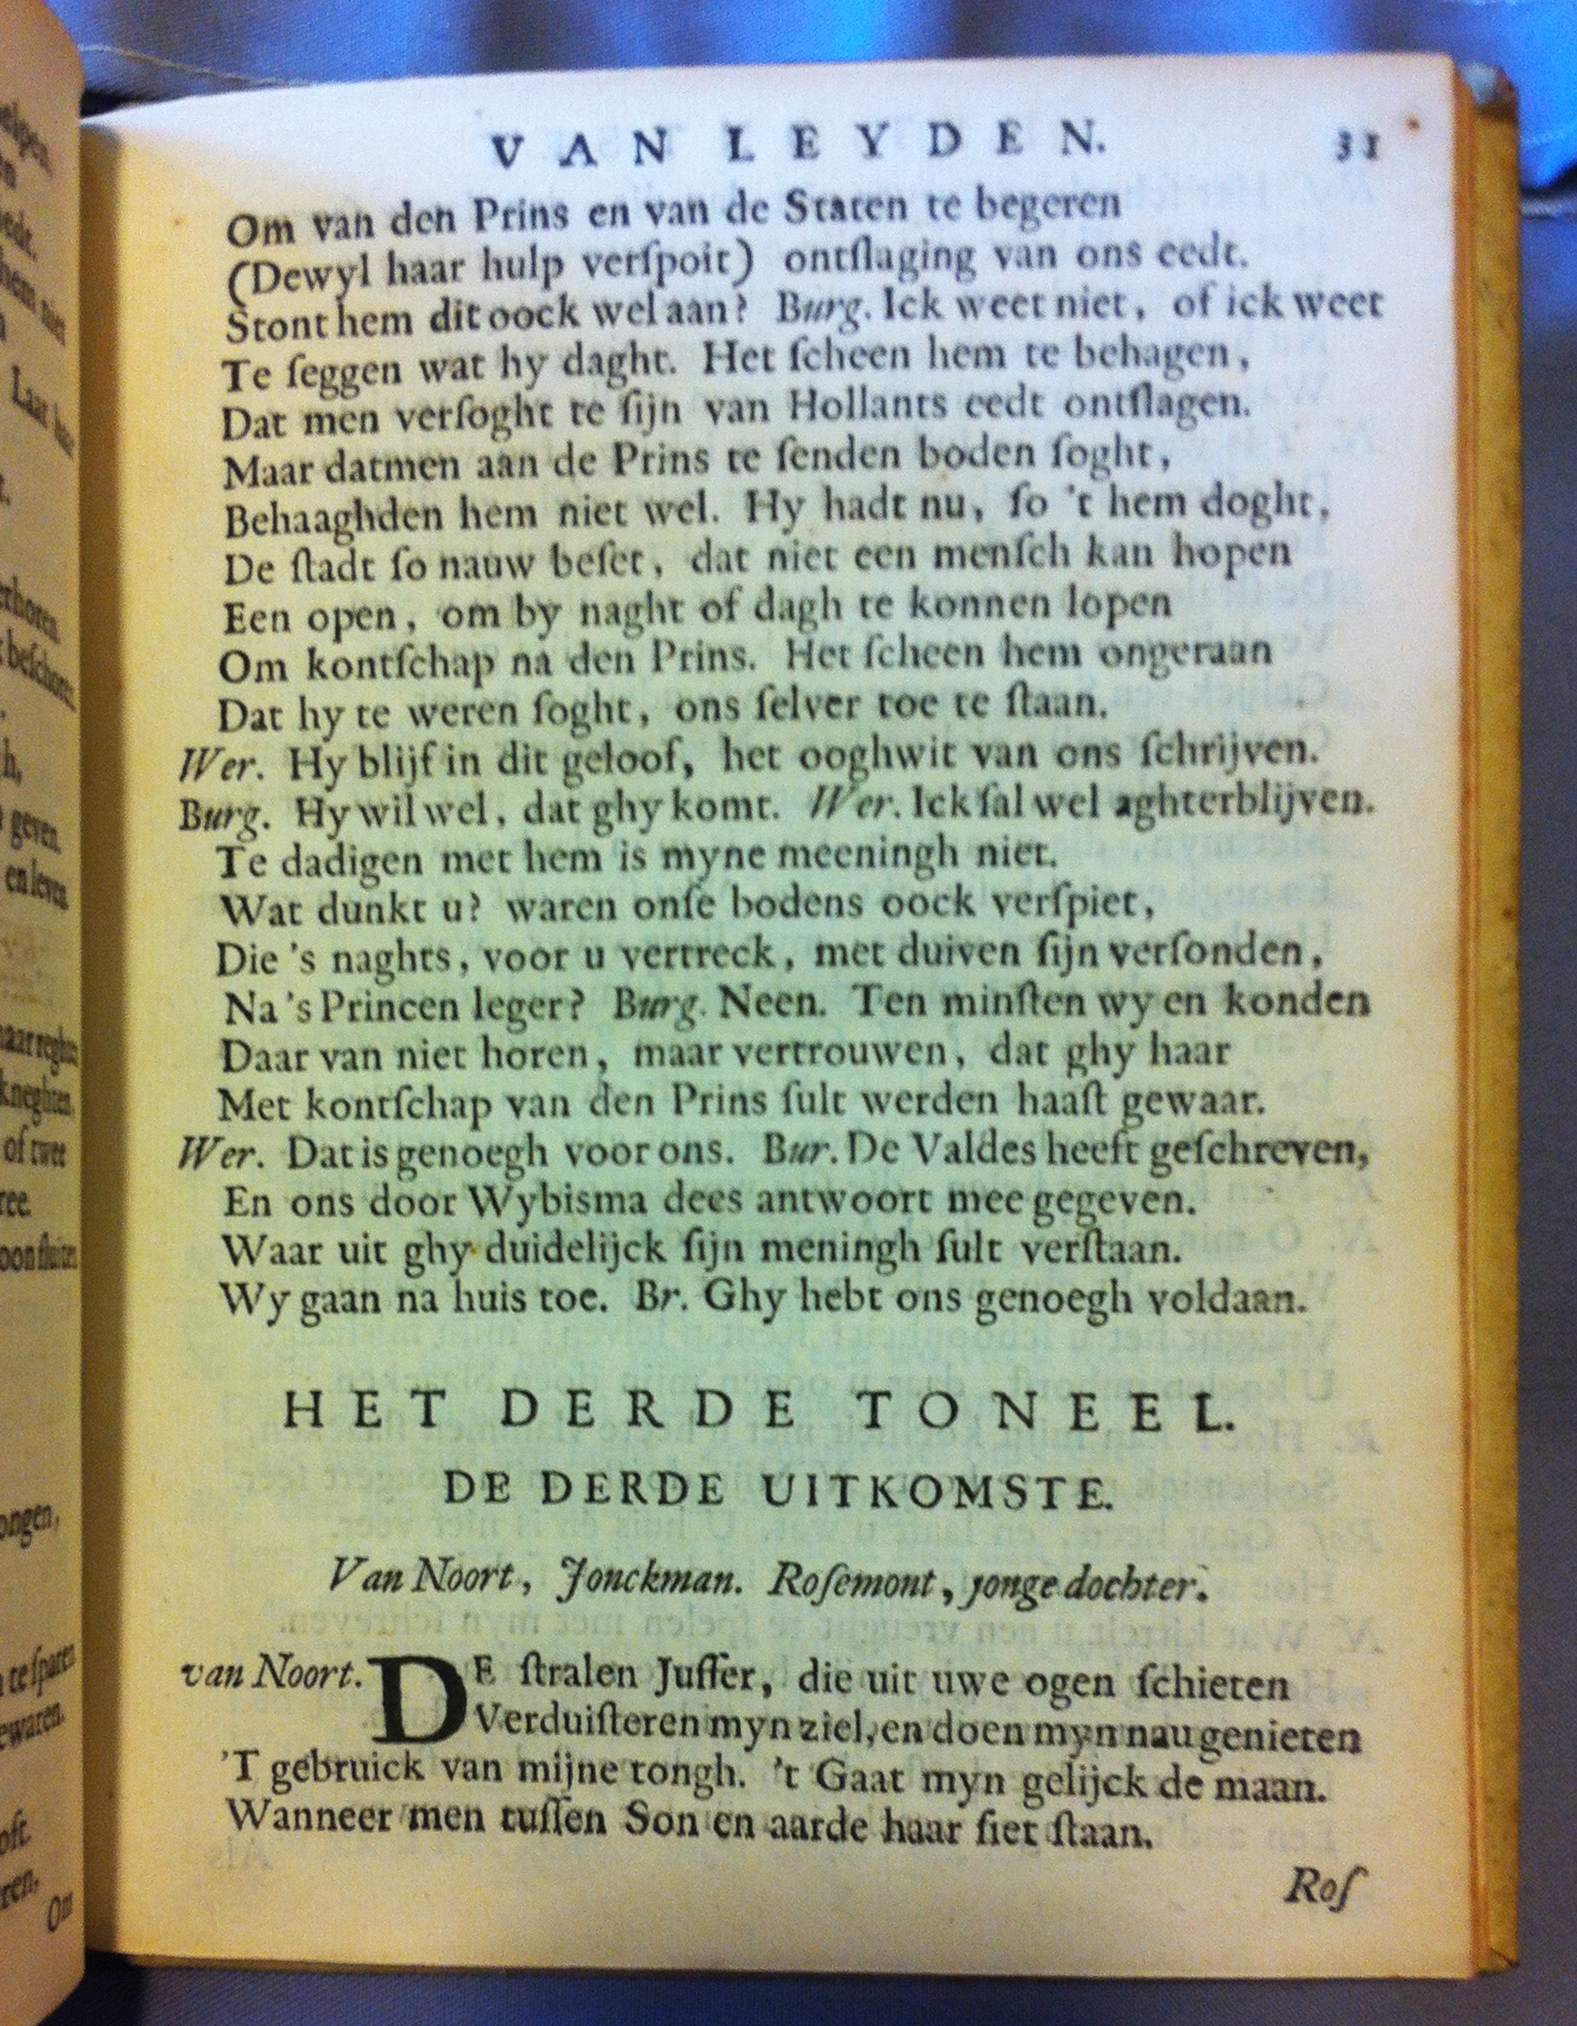 VAN LEYDEN. 31
Om van den Prins en van de Staten te begeren
(Dewyl haar hulp verſpoit) ontſlaging van ons eedt.
Stont hem dit oock wel aan? Burg. Ick weet niet, of ick weet
Te ſeggen wat hy daght. Het ſcheen hem te behagen,
Dat men verſoght te ſijn van Hollants eedt ontſlagen.
Maar datmen aan de Prins te ſenden boden ſoght,
Behaaghden hem niet wel. Hy hadt nu, ſo 't hem doght,
De ſtadt ſo nauw beſet, dat niet een menſch kan hopen
Een open, om by naght of dagh te konnen lopen
Om kontſchap na den Prins. Het ſcheen hem ongeraan
Dat hy te weren ſoght, ons ſelver toe te ſtaan.
Wer. Hy blijf in dit geloof, het ooghwit van ons ſchrijven.
Burg. Hy wil wel, dat ghy komt. Wer. Ick ſal wel aghterblijven.
Te dadigen met hem is myne meeningh niet.
Wat dunkt u? waren onſe bodens oock verſpiet,
Die 's naghts, voor u vertreck, met duiven ſijn verſonden,
Na 's Princen leger? Burg. Neen. Ten minſten wy en konden
Daar van niet horen, maar vertrouwen, dat ghy haar
Met kontſchap van den Prins ſult werden haaſt gewaar.
Wer. Dat is genoegh voor ons. Bur. De Valdes heeft geſchreven,
En ons door Wybisma dees antwoort mee gegeven.
Waar uit ghy duidelijck ſijn meningh ſult verſtaan.
Wy gaan na huis toe. Br. Ghy hebt ons genoegh voldaan.
HET DERDE TONEEL.
DE DERDE UITKOMSTE.
Van Noort, Jonckman. Roſemont, jonge dochter.
van Noort. DE ſtralen Juffer, die uit uwe ogen ſchieten
Verduiſteren myn ziel, en doen myn nau genieten
'T gebruick van mijne tongh. 't Gaat myn gelijck de maan.
Wanneer men tuſſen Son en aarde haar ſiet ſtaan.
Roſ